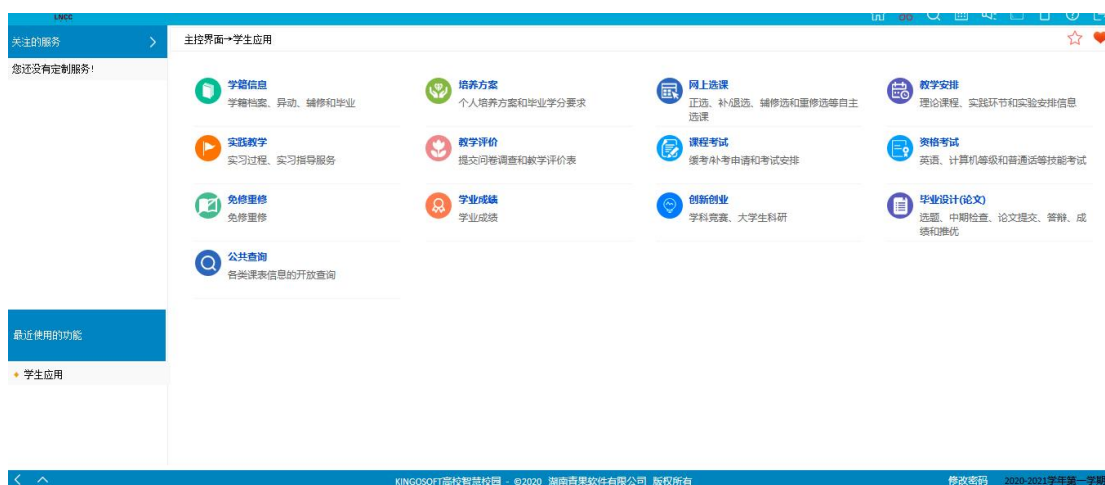 LNCC
关注的服务
主控界面→学生应用
您还没有定制服务!
学籍信息
学籍档案、异动、辅修和毕业
培养方案
个人培养方案和毕业学分要求
网上选课
正选、补/退选、辅修选和重修选等自主
选课
教学安排
理论课程、实践环节和实验安排信息
实践教学
实习过程、实习指导服务
教学评价
提交问卷调查和教学评价表
课程考试
缓考补考申请和考试安排
资格考试
英语、计算机等级和普通话等技能考试
免修重修
免修重修
学业成绩
学业成绩
创新创业
学科竞赛、大学生科研
毕业设计(论文)
选题、中期检查、论文提交、答辩、成
绩和推优
公共查询
各类课表信息的开放查询
最近使用的功能
学生应用
KINGOSOFT高校智慧校园 - ©2020 湖南青果软件有限公司 版权所有
修改密码 2020-2021学年第一学期